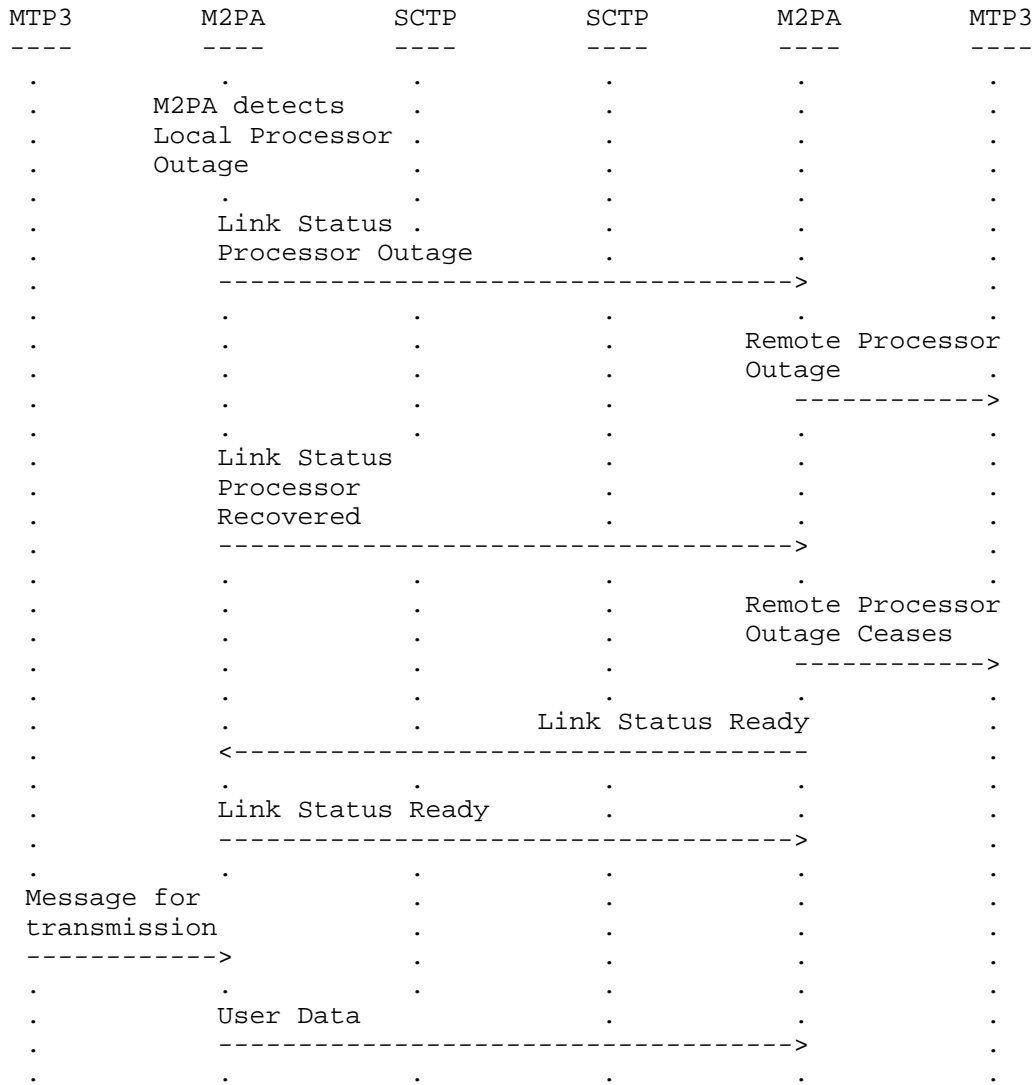 MTP3 M2PA SCTP SCTP M2PA MTP3
---- ---- ---- ---- ---- ----
. . . . . .
. M2PA detects . . . .
. Local Processor . . . .
. Outage . . . .
. . . . . .
. Link Status . . . .
. Processor Outage . . .
. ------------------------------------> .
. . . . . .
. . . . Remote Processor
. . . . Outage .
. . . . ------------>
. . . . . .
. Link Status . . .
. Processor . . .
. Recovered . . .
. ------------------------------------> .
. . . . . .
. . . . Remote Processor
. . . . Outage Ceases
. . . . ------------>
. . . . . .
. . . Link Status Ready .
. <------------------------------------ .
. . . . . .
. Link Status Ready . . .
. ------------------------------------> .
. . . . . .
Message for . . . .
transmission . . . .
------------> . . . .
. . . . . .
. User Data . . .
. ------------------------------------> .
. . . . . .